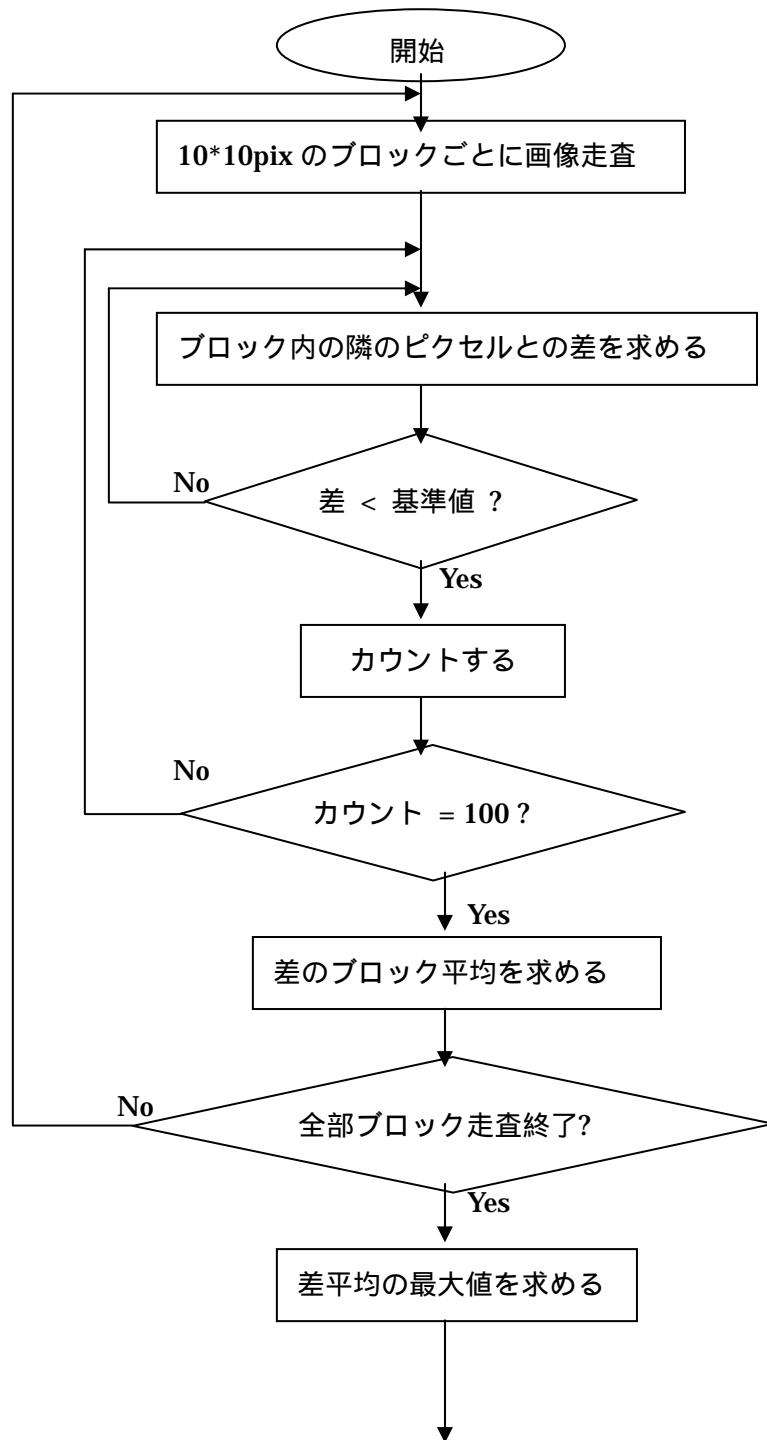 開始
10*10pix のブロックごとに画像走査
ブロック内の隣のピクセルとの差を求める
差 < 基準値 ?
No
Yes
カウントする
No
カウント = 100 ?
Yes
差のブロック平均を求める
No
全部ブロック走査終了?
Yes
差平均の最大値を求める